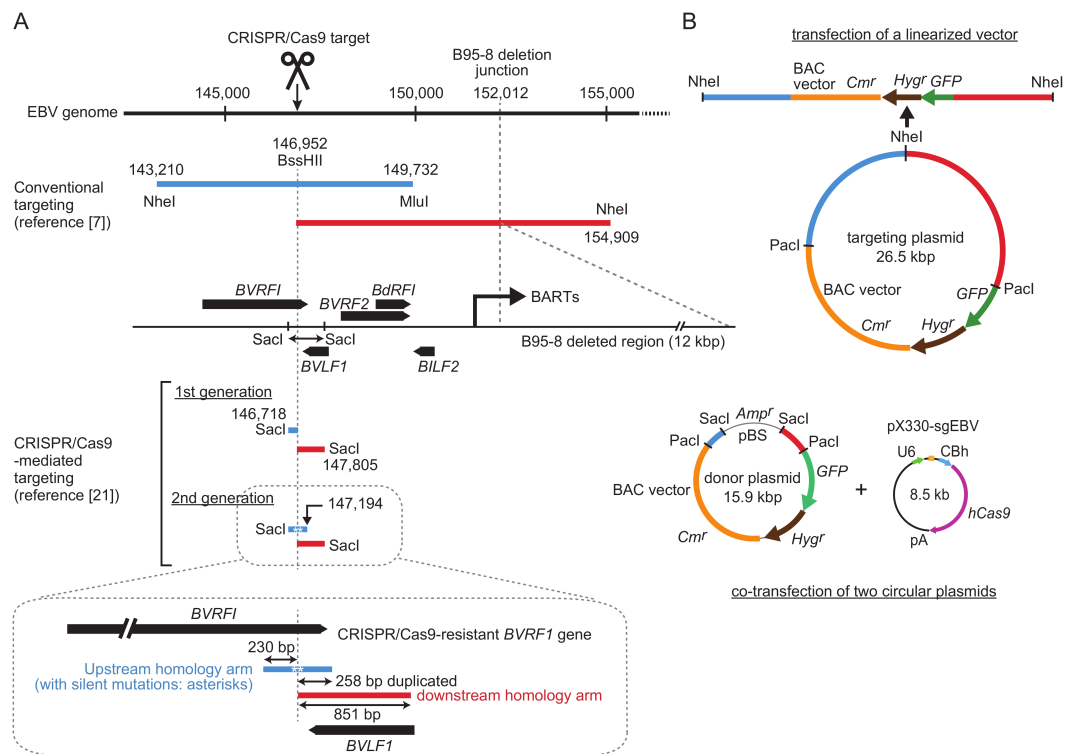 A
CRISPR/Cas9 target
B95-8 deletion
junction
145,000
150,000
152,012
155,000
EBV genome
146,952
BssHII
143,210
149,732
Conventional
targeting
(reference [7])
NheI
MluI
NheI
154,909
BVRFI
BdRFI
BVRF2
BARTs
SacI
SacI
B95-8 deleted region (12 kbp)
BVLF1
BILF2
1st generation
146,718
SacI
SacI
147,805
CRISPR/Cas9
-mediated
targeting
(reference [21])
2nd generation
147,194
SacI
**
SacI
BVRFI
CRISPR/Cas9-resistant BVRF1 gene
230 bp
Upstream homology arm
(with silent mutations: asterisks)
**
258 bp duplicated
downstream homology arm
851 bp
BVLF1
B
transfection of a linearized vector
NheI
BAC
vector
Cmr
Hygr
GFP
NheI
NheI
PacI
targeting plasmid
26.5 kbp
PacI
BAC vector
GFP
Cmr
Hygr
SacI
Ampr
SacI
PacI
pBS
PacI
GFP
BAC vector
donor plasmid
15.9 kbp
Cmr
Hygr
+
pX330-sgEBV
U6
CBh
8.5 kb
hCas9
pA
co-transfection of two circular plasmids